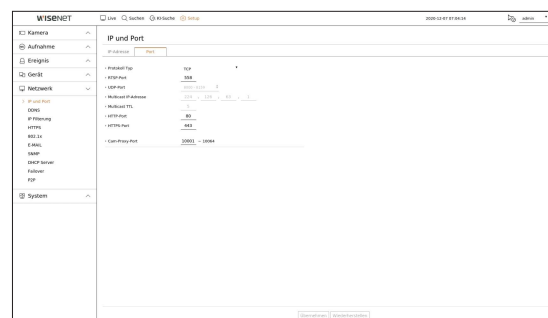 WISENET
Live Suchen KI-Suche Setup 2020-12-07 07:04:14 admin
Kamera
Aufnahme
Ereignis
Gerät
Netzwerk
IP und Port
DDNS
IP Filterung
HTTPS
802.1x
E-MAIL
SNMP
DHCP Server
Failover
P2P
System
IP und Port
IP-Adresse Port
Protokoll Typ TCP
RTSP-Port 558
UDP-Port
Multicast IP-Adresse
Multicast TTL
HTTP-Port 80
HTTPS-Port 443
Cam-Proxy-Port 10001 ~ 10064
Übernehmen Wiederherstellen